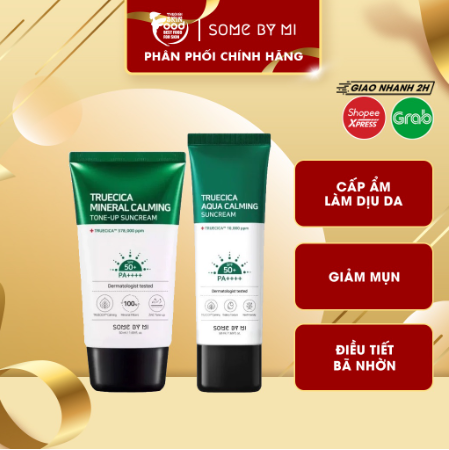 SOME BY MI
PHÂN PHỐI CHÍNH HÃNG
GIAO NHANH 2H
Shopee
XPRESS
Grab
TRUECICA
MINERAL CALMING
TONE-UP SUNCREAM
50+
PA++++
Dermatologist tested
SOME BY MI
TRUECICA
AQUA CALMING
SUNCREAM
50+
PA++++
Dermatologist tested
SOME BY MI
CẤP ẨM
LÀM DỊU DA
GIẢM MỤN
ĐIỀU TIẾT
BÃ NHỜN